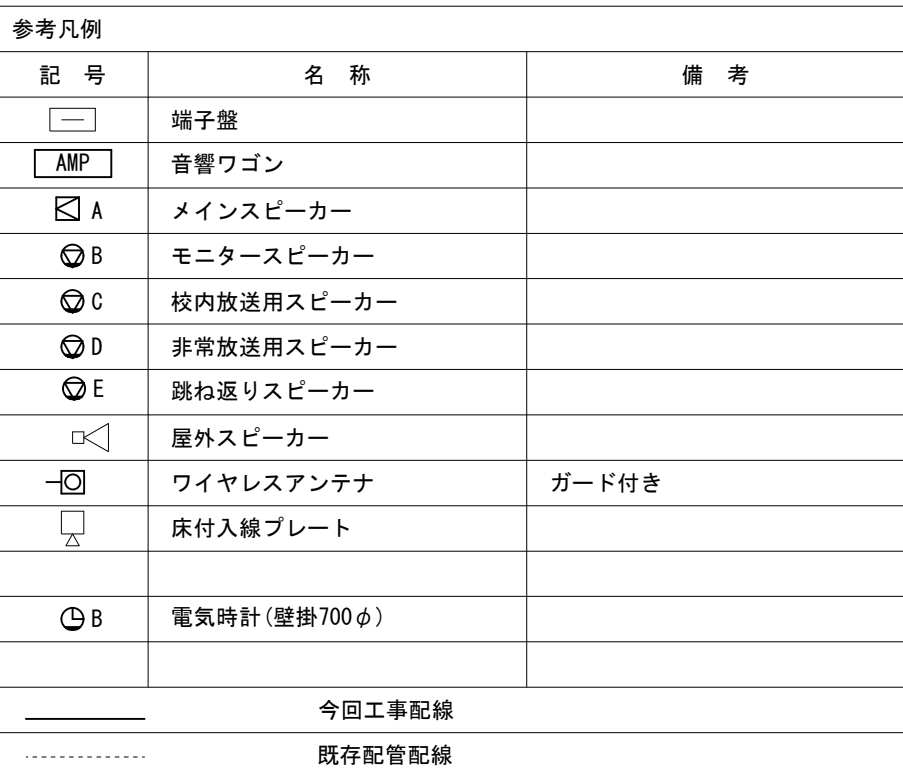 参考凡例
記 号 名 称 備 考
端子盤
AMP 音響ワゴン
A メインスピーカー
B モニタースピーカー
C 校内放送用スピーカー
D 非常放送用スピーカー
E 跳ね返りスピーカー
屋外スピーカー
ワイヤレスアンテナ ガード付き
床付入線プレート
B 電気時計(壁掛700φ)
今回工事配線
既存配管配線